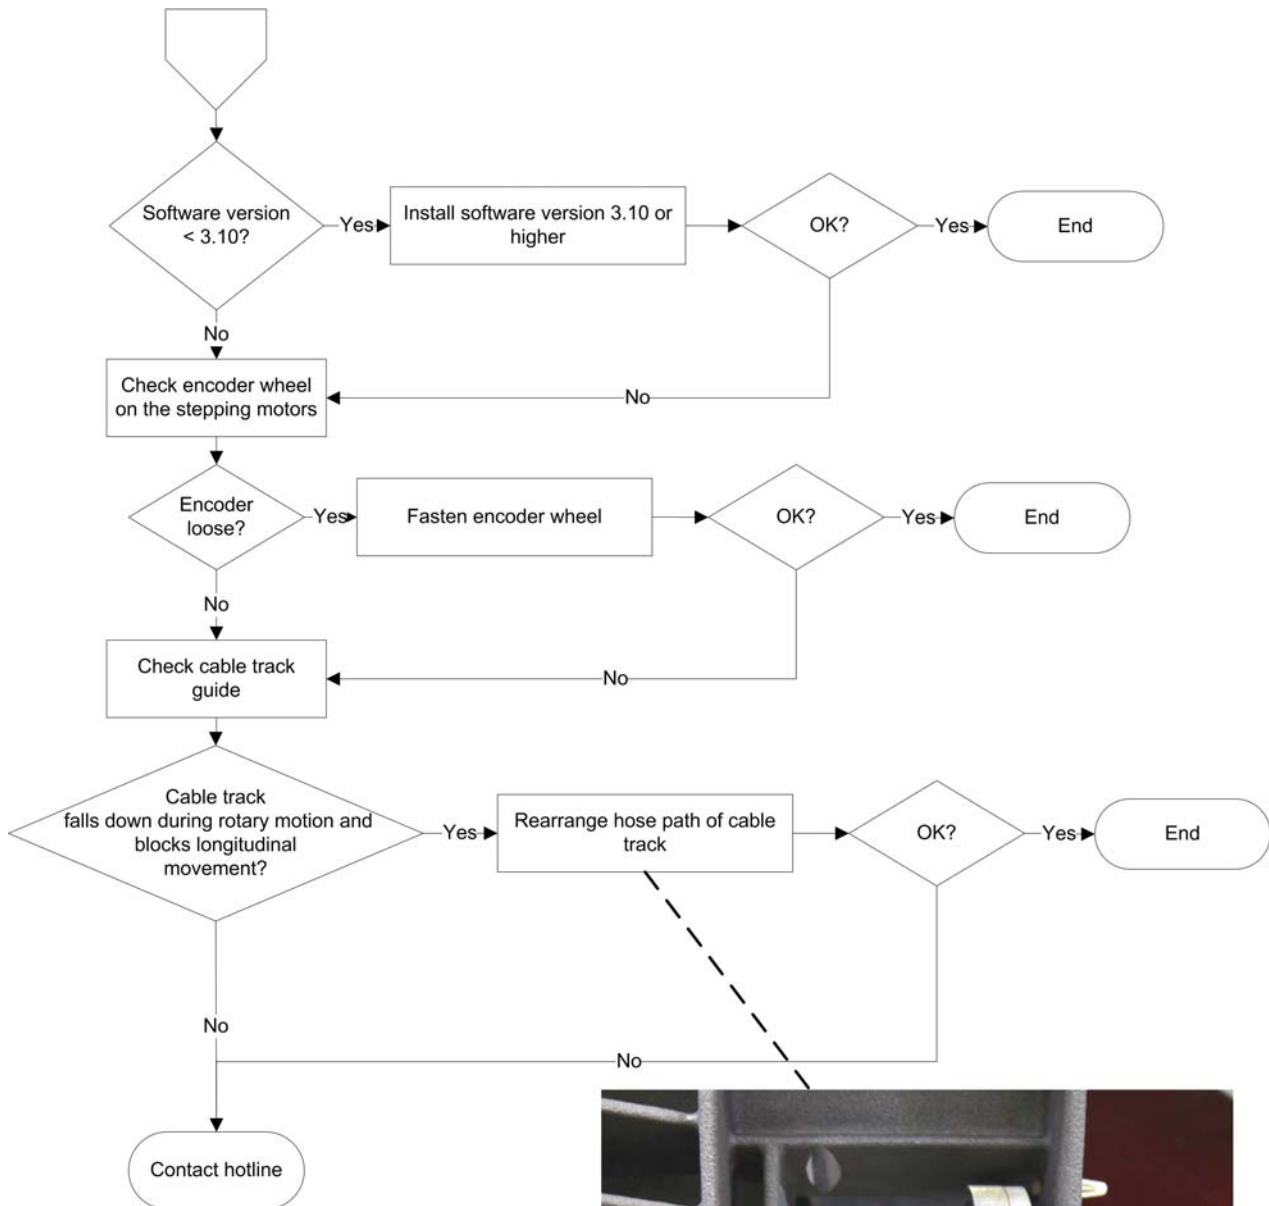 Software version
< 3.10?
Yes
Install software version 3.10 or
higher
OK?
Yes
End
No
Check encoder wheel
on the stepping motors
No
Encoder
loose?
Yes
Fasten encoder wheel
OK?
Yes
End
No
Check cable track
guide
No
Cable track
falls down during rotary motion and
blocks longitudinal
movement?
Yes
Rearrange hose path of cable
track
OK?
Yes
End
No
No
Contact hotline